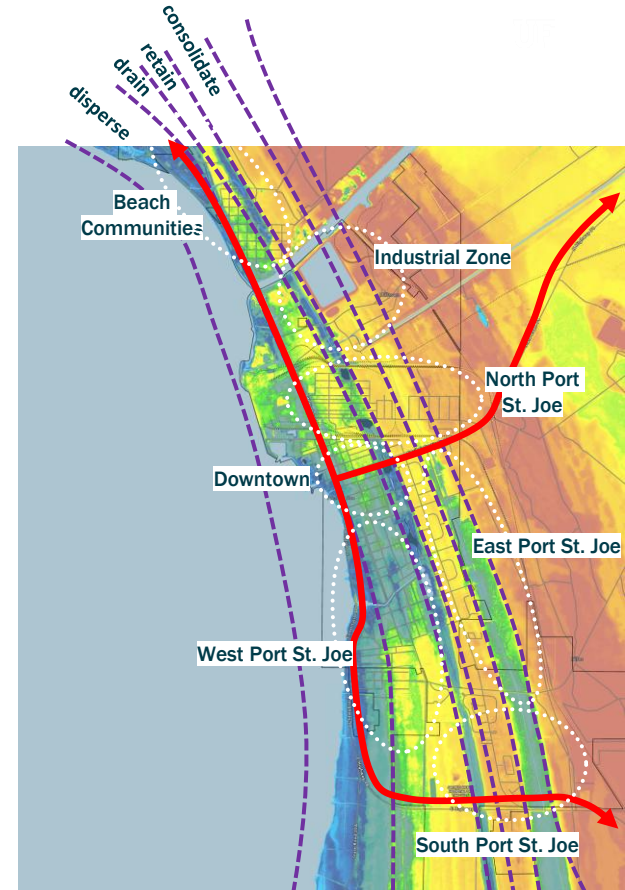 consolidate
retain
drain
disperse
Beach
Communities
Industrial Zone
North Port
St. Joe
Downtown
East Port St. Joe
West Port St. Joe
South Port St. Joe